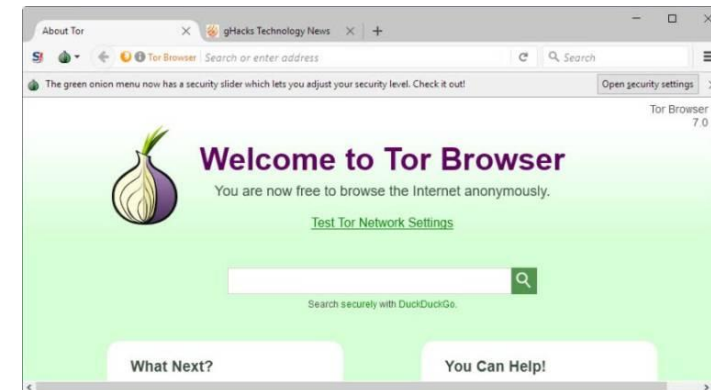 About Tor
gHacks Technology News
Tor Browser Search or enter address
Search
The green onion menu now has a security slider which lets you adjust your security level. Check it out!
Open security settings
Tor Browser
7.0
Welcome to Tor Browser
You are now free to browse the Internet anonymously.
Test Tor Network Settings
Search securely with DuckDuckGo.
What Next?
You Can Help!